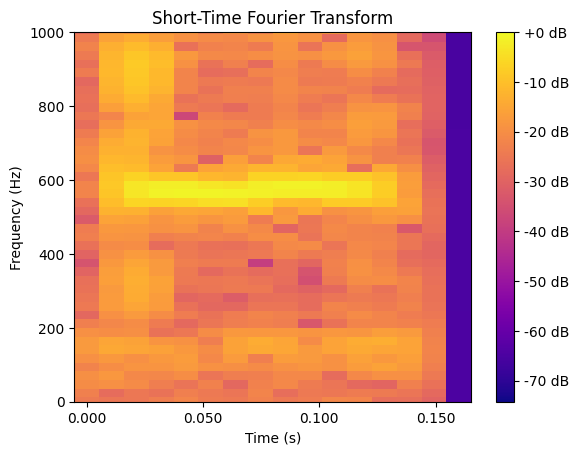 Short-Time Fourier Transform
Frequency (Hz)
1000
800
600
400
200
0
0.000
0.050
0.100
0.150
Time (s)
+0 dB
-10 dB
-20 dB
-30 dB
-40 dB
-50 dB
-60 dB
-70 dB